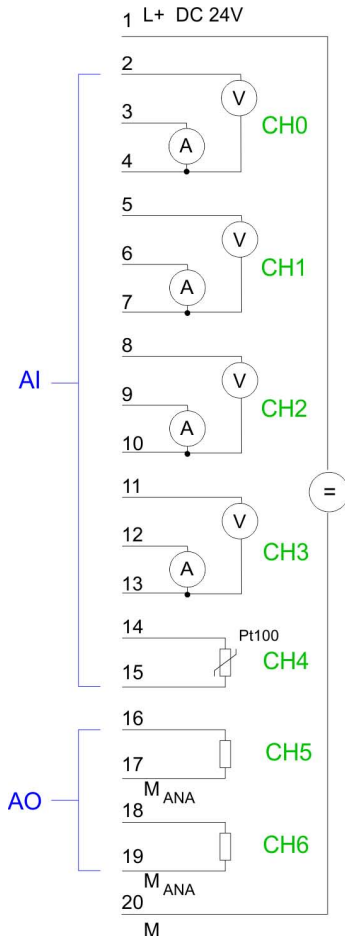 1 L+ DC 24V
2
V
3
CH0
A
4
5
V
6
CH1
A
7
8
V
AI
9
CH2
A
10
11
=
V
12
CH3
A
13
14
Pt100
CH4
15
16
CH5
17
M ANA
AO
18
CH6
19
M ANA
20
M